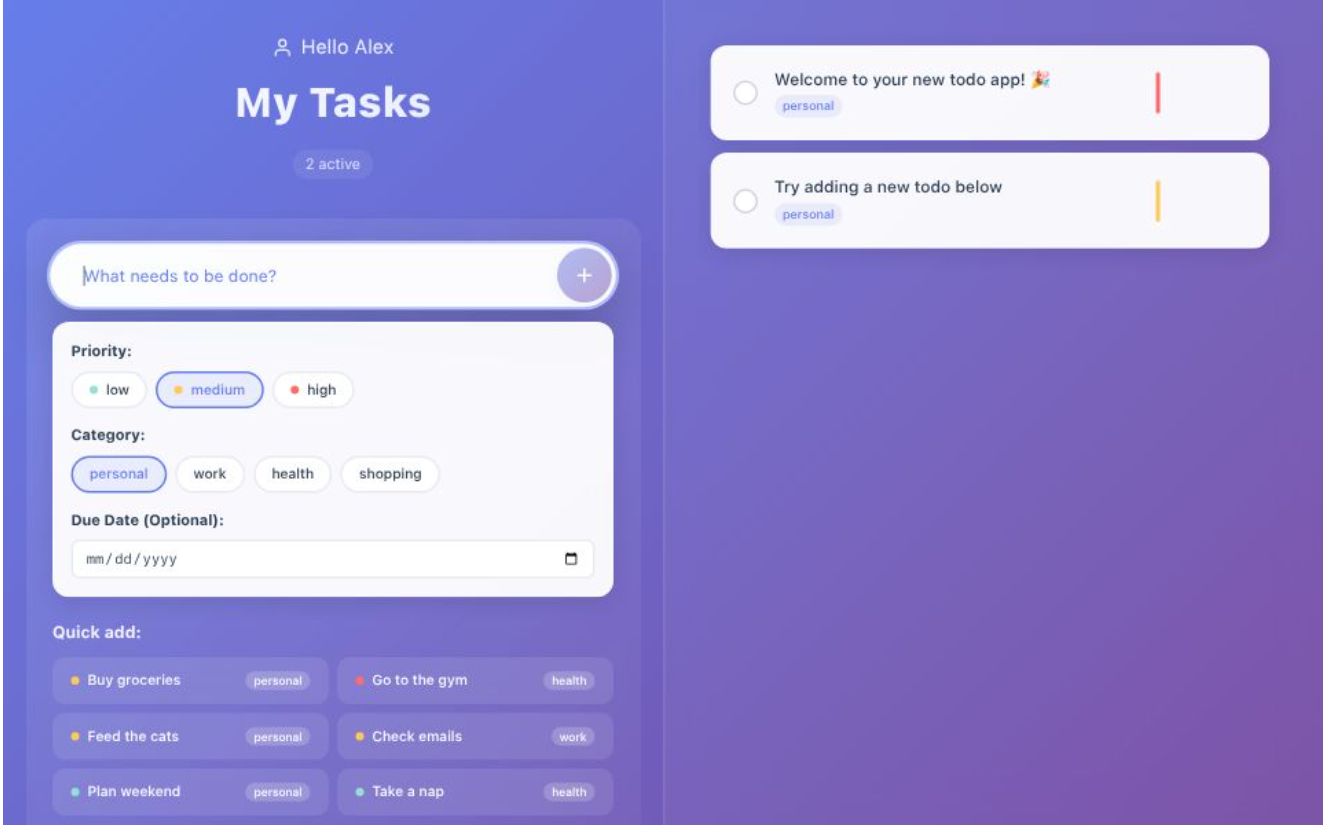 Hello Alex
My Tasks
2 active
What needs to be done?
Priority:
low medium high
Category:
personal work health shopping
Due Date (Optional):
mm/dd/yyyy
Quick add:
Buy groceries personal
Go to the gym health
Feed the cats personal
Check emails work
Plan weekend personal
Take a nap health
Welcome to your new todo app! 🎉
personal
Try adding a new todo below
personal